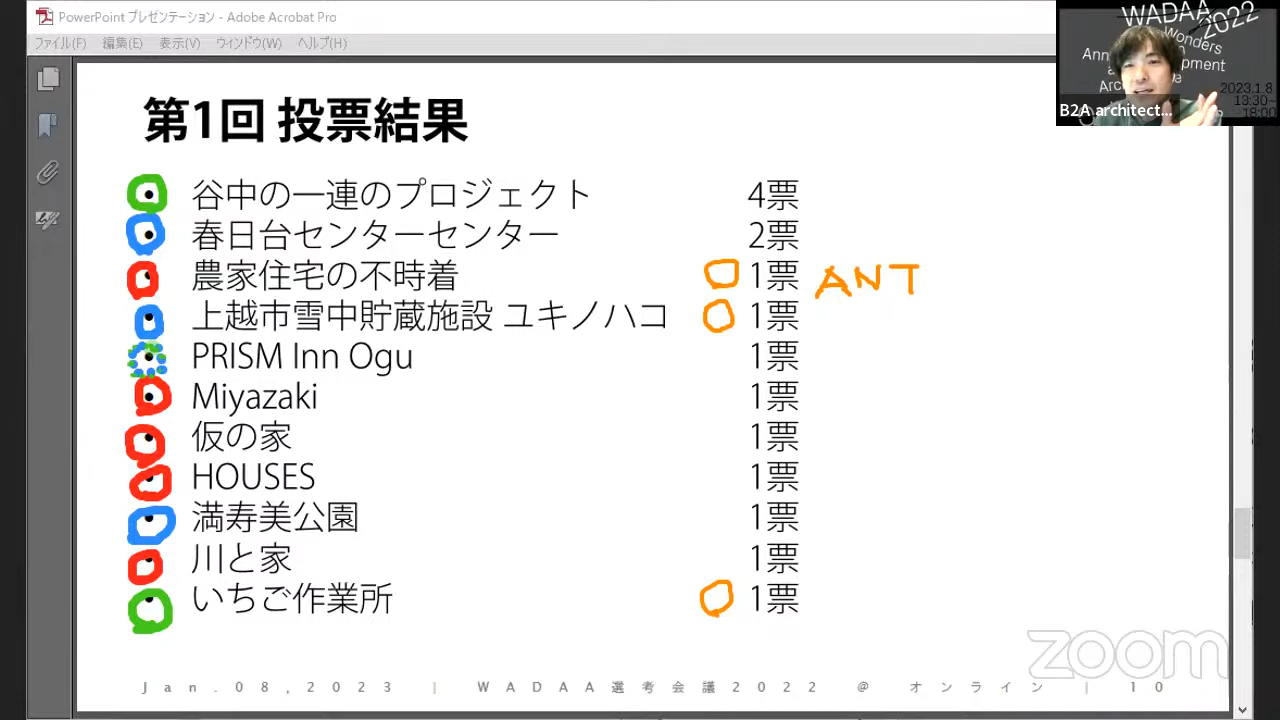 PowerPoint プレゼンテーション - Adobe Acrobat Pro
ファイル(F) 編集(E) 表示(V) ウィンドウ(W) ヘルプ(H)
WADAA
2022
Wonders
Architec
B2A architect...
2023.1.8
13:30~
18:00
第1回 投票結果
谷中の一連のプロジェクト 4票
春日台センターセンター 2票
農家住宅の不時着 1票 ANT
上越市雪中貯蔵施設 ユキノハコ 1票
PRISM Inn Ogu 1票
Miyazaki 1票
仮の家 1票
HOUSES 1票
満寿美公園 1票
川と家 1票
いちご作業所 1票
zoom
Jan.08,2023 | WADAA選考会議2022 @ オンライン | 10